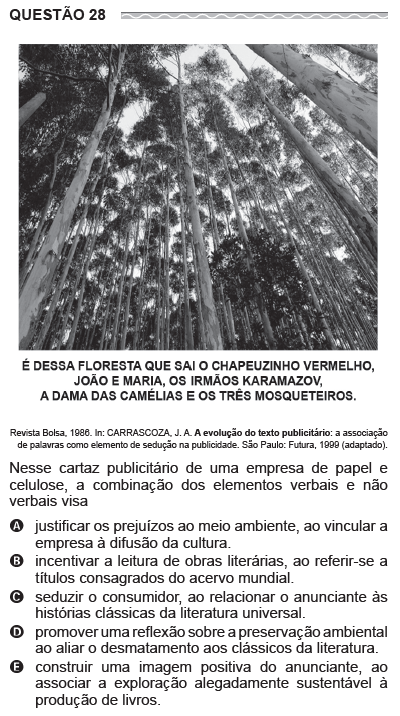 QUESTÃO 28
É DESSA FLORESTA QUE SAI O CHAPEUZINHO VERMELHO,
JOÃO E MARIA, OS IRMÃOS KARAMAZOV,
A DAMA DAS CAMÉLIAS E OS TRÊS MOSQUETEIROS.
Revista Bolsa, 1986. In: CARRASCOZA, J. A. A evolução do texto publicitário: a associação
de palavras como elemento de sedução na publicidade. São Paulo: Futura, 1999 (adaptado).
Nesse cartaz publicitário de uma empresa de papel e
celulose, a combinação dos elementos verbais e não
verbais visa
A justificar os prejuízos ao meio ambiente, ao vincular a
empresa à difusão da cultura.
B incentivar a leitura de obras literárias, ao referir-se a
títulos consagrados do acervo mundial.
C seduzir o consumidor, ao relacionar o anunciante às
histórias clássicas da literatura universal.
D promover uma reflexão sobre a preservação ambiental
ao aliar o desmatamento aos clássicos da literatura.
E construir uma imagem positiva do anunciante, ao
associar a exploração alegadamente sustentável à
produção de livros.